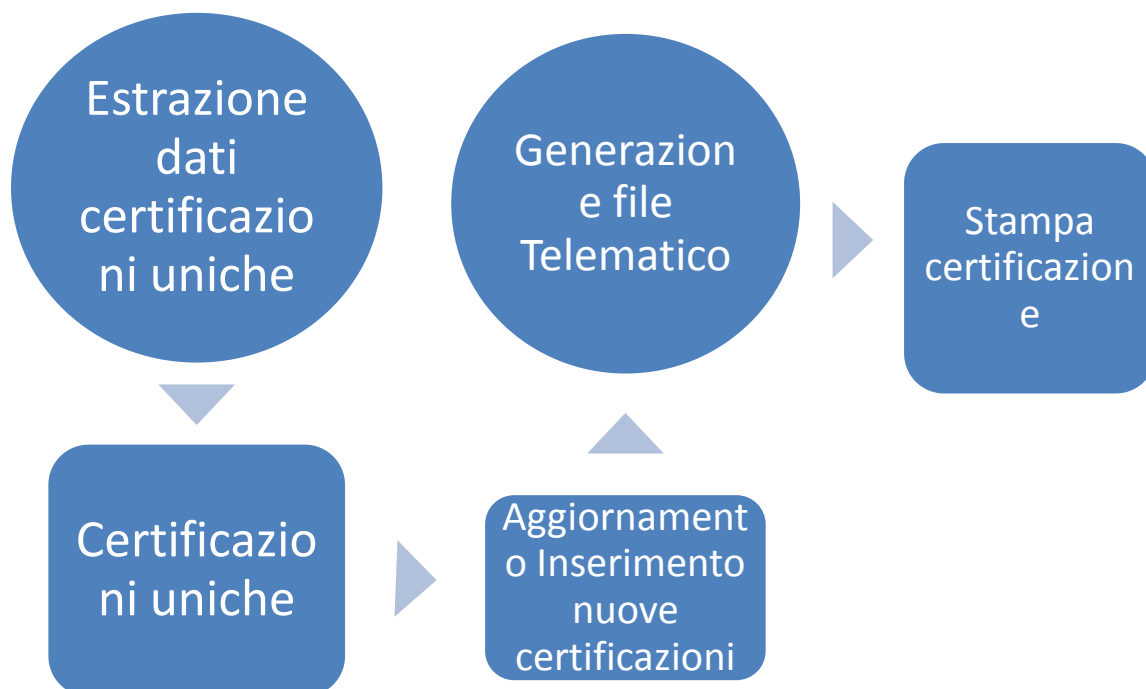 Estrazione
dati
certificazio
ni uniche
Certificazio
ni uniche
Aggiornament
o Inserimento
nuove
certificazioni
Generazion
e file
Telematico
Stampa
certificazion
e